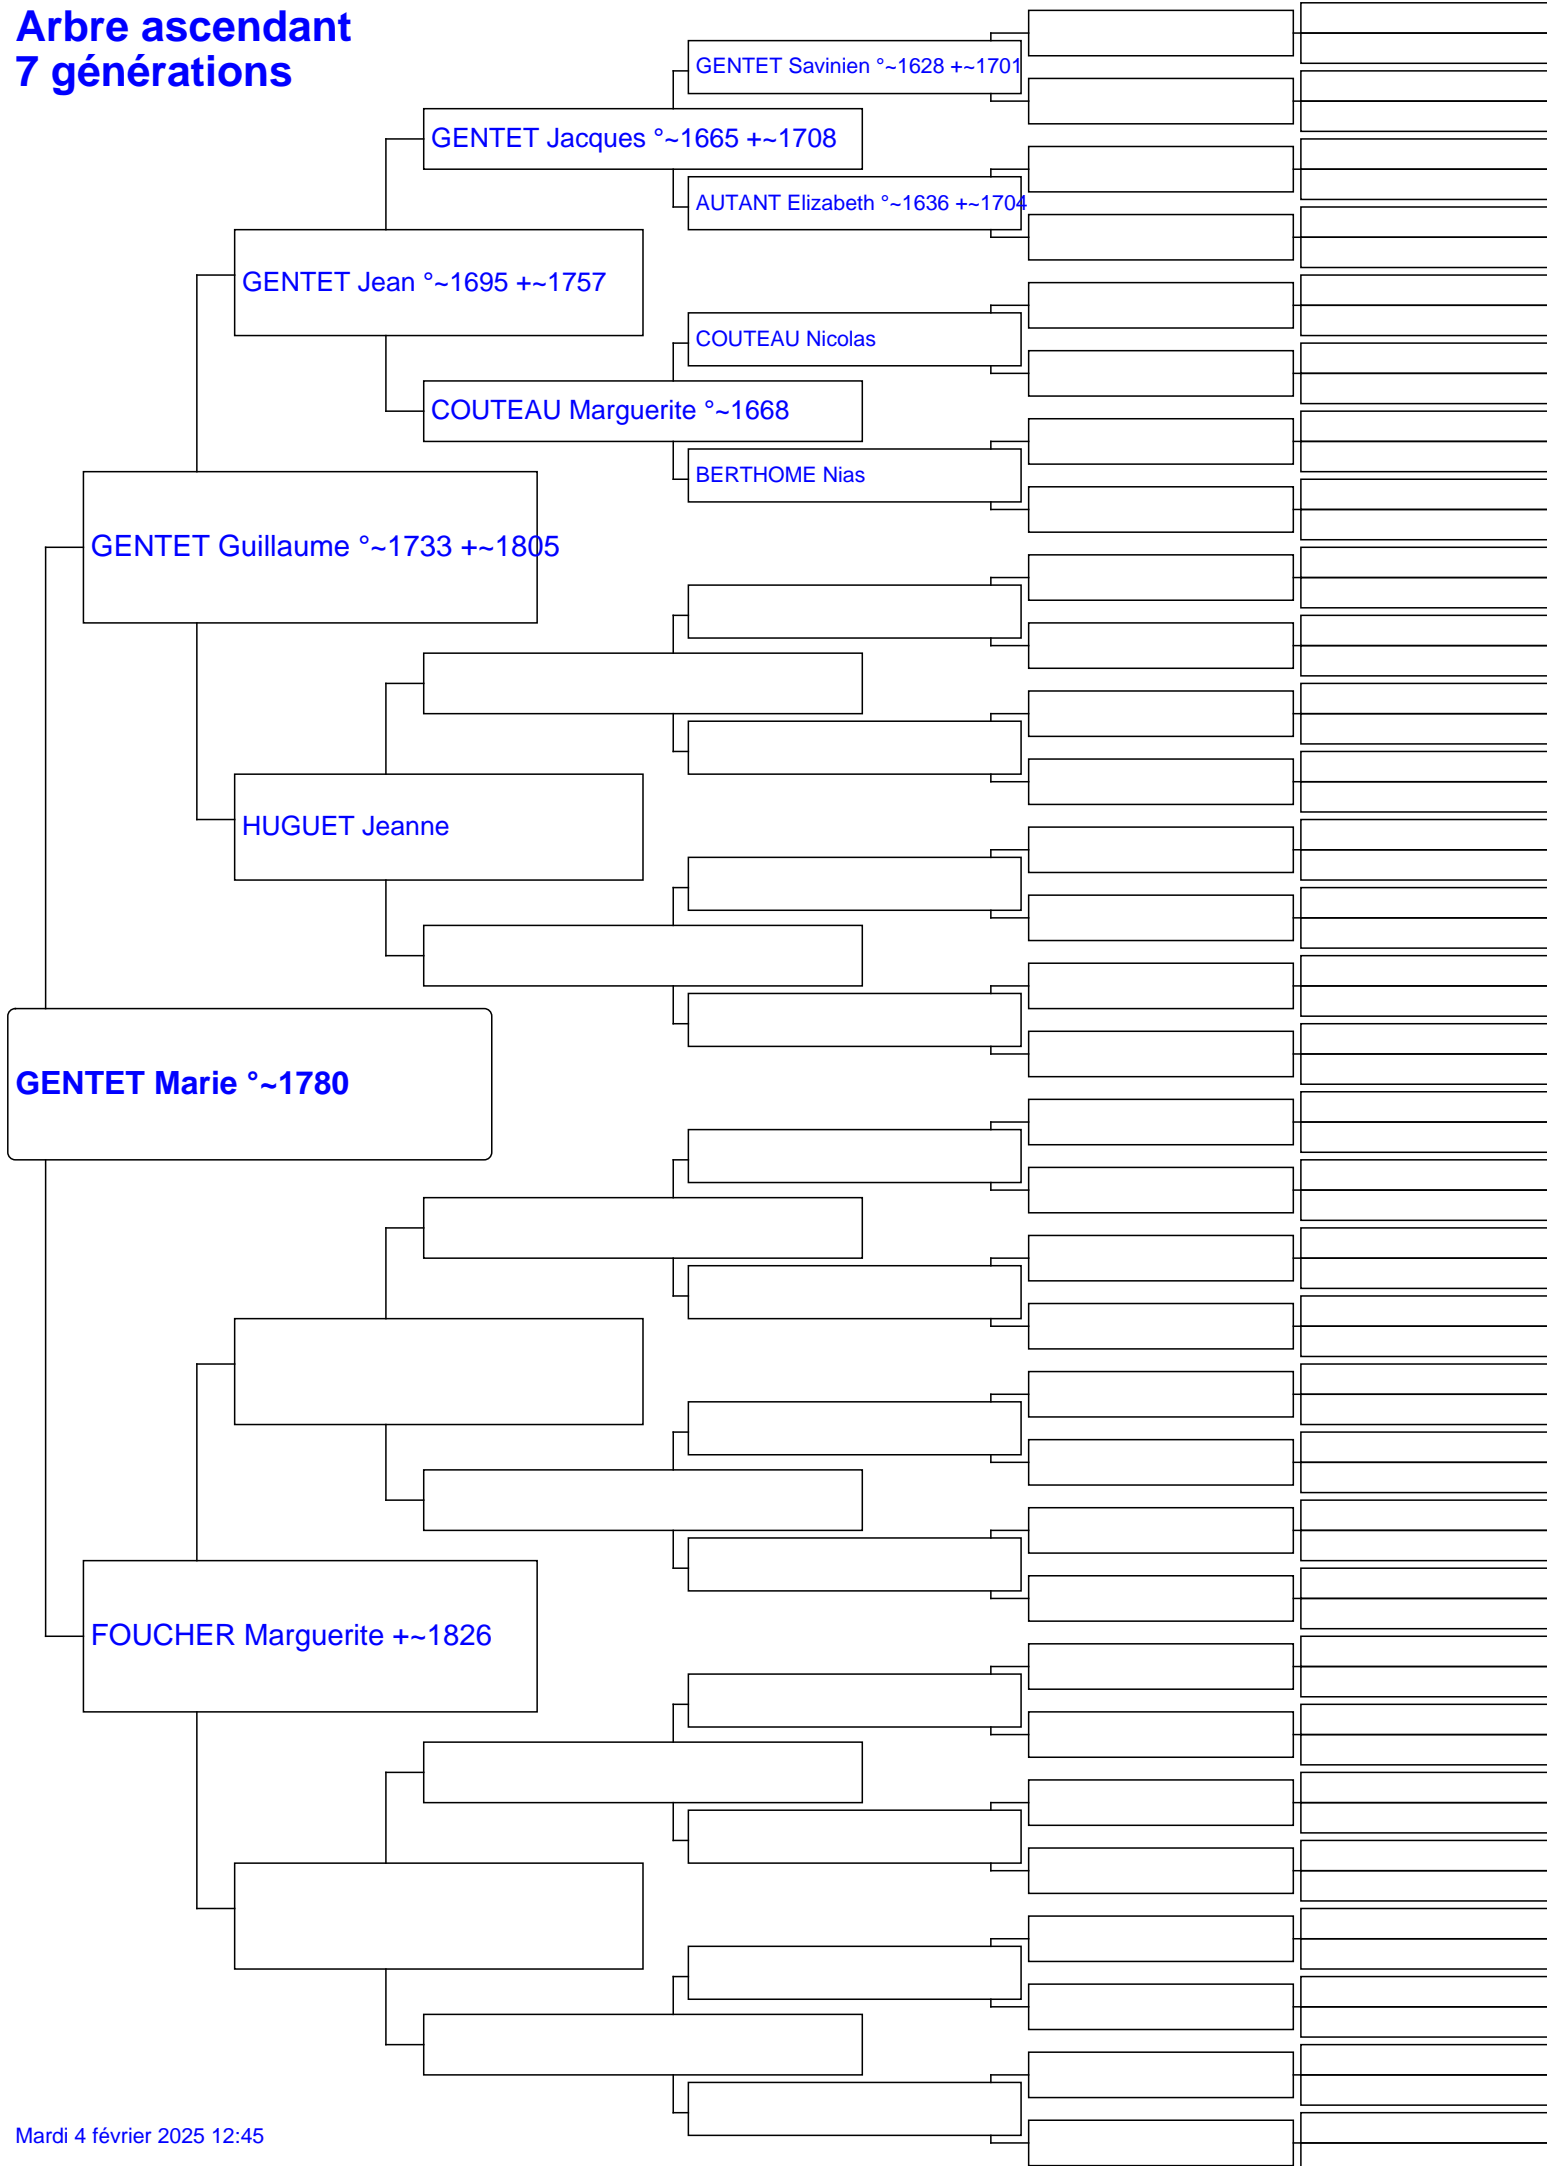 Arbre ascendant
7 générations
GENTET Savinien °~1628 +~1701
GENTET Jacques °~1665 +~1708
AUTANT Elizabeth °~1636 +~1704
GENTET Jean °~1695 +~1757
COUTEAU Nicolas
COUTEAU Marguerite °~1668
BERTHOME Nias
GENTET Guillaume °~1733 +~1805
HUGUET Jeanne
GENTET Marie °~1780
FOUCHER Marguerite +~1826
Mardi 4 février 2025 12:45